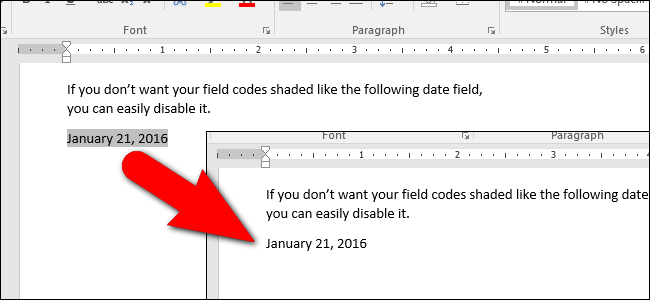 Normal
Font
Paragraph
Styles
1 2 3 4 5 6
If you don't want your field codes shaded like the following date field,
you can easily disable it.
January 21, 2016
Font
Paragraph
1 2 3
If you don't want your field codes shaded like the following date
you can easily disable it.
January 21, 2016